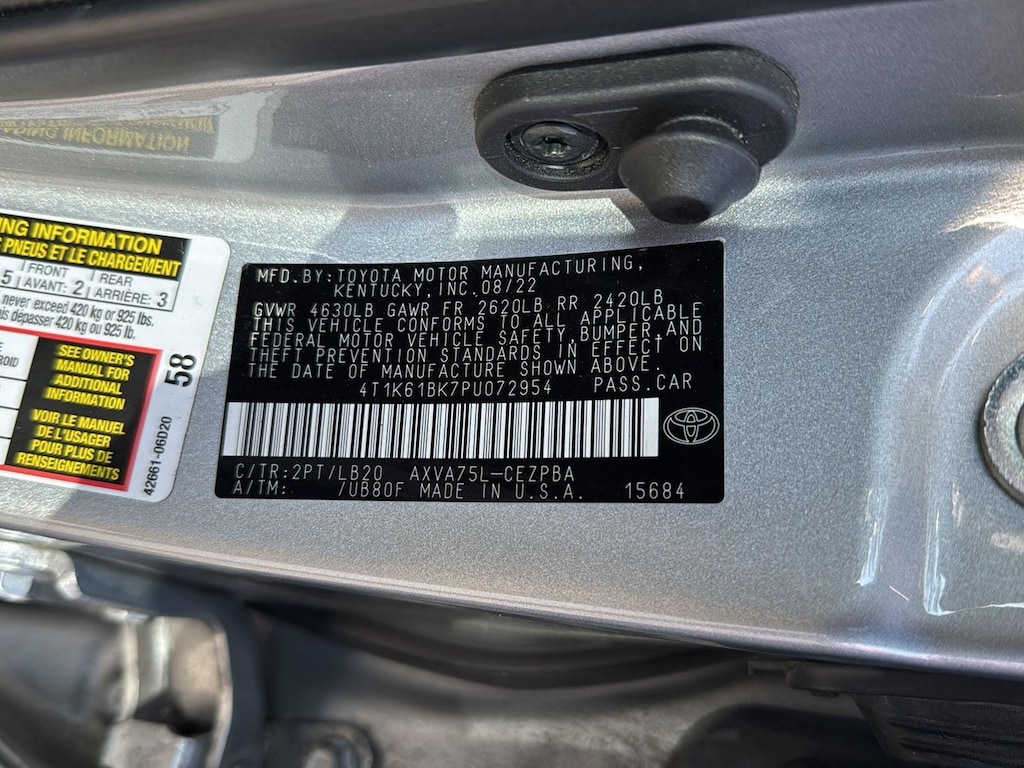 ING INFORMATION
PNEUS ET LE CHARGEMENT
5 FRONT AVANT: 2 REAR ARRIÈRE: 3
never exceed 420 kg or 925 lbs.
dépasser 420 kg ou 925 lb.
SEE OWNER'S
MANUAL FOR
ADDITIONAL
INFORMATION
VOIR LE MANUEL
DE L'USAGER
POUR PLUS DE
RENSEIGNEMENTS
58
42661-06D20
MFD. BY: TOYOTA MOTOR MANUFACTURING,
KENTUCKY, INC. 08/22
GVWR 4630LB GAWR FR 2620LB RR 2420LB
THIS VEHICLE CONFORMS TO ALL APPLICABLE
FEDERAL MOTOR VEHICLE SAFETY, BUMPER, AND
THEFT PREVENTION STANDARDS IN EFFECT ON
THE DATE OF MANUFACTURE SHOWN ABOVE.
4T1K61BK7PU072954 PASS.CAR
C/TR: 2PT/LB20 AXVA75L-CEZPBA
A/TM: /UB80F MADE IN U.S.A. 15684